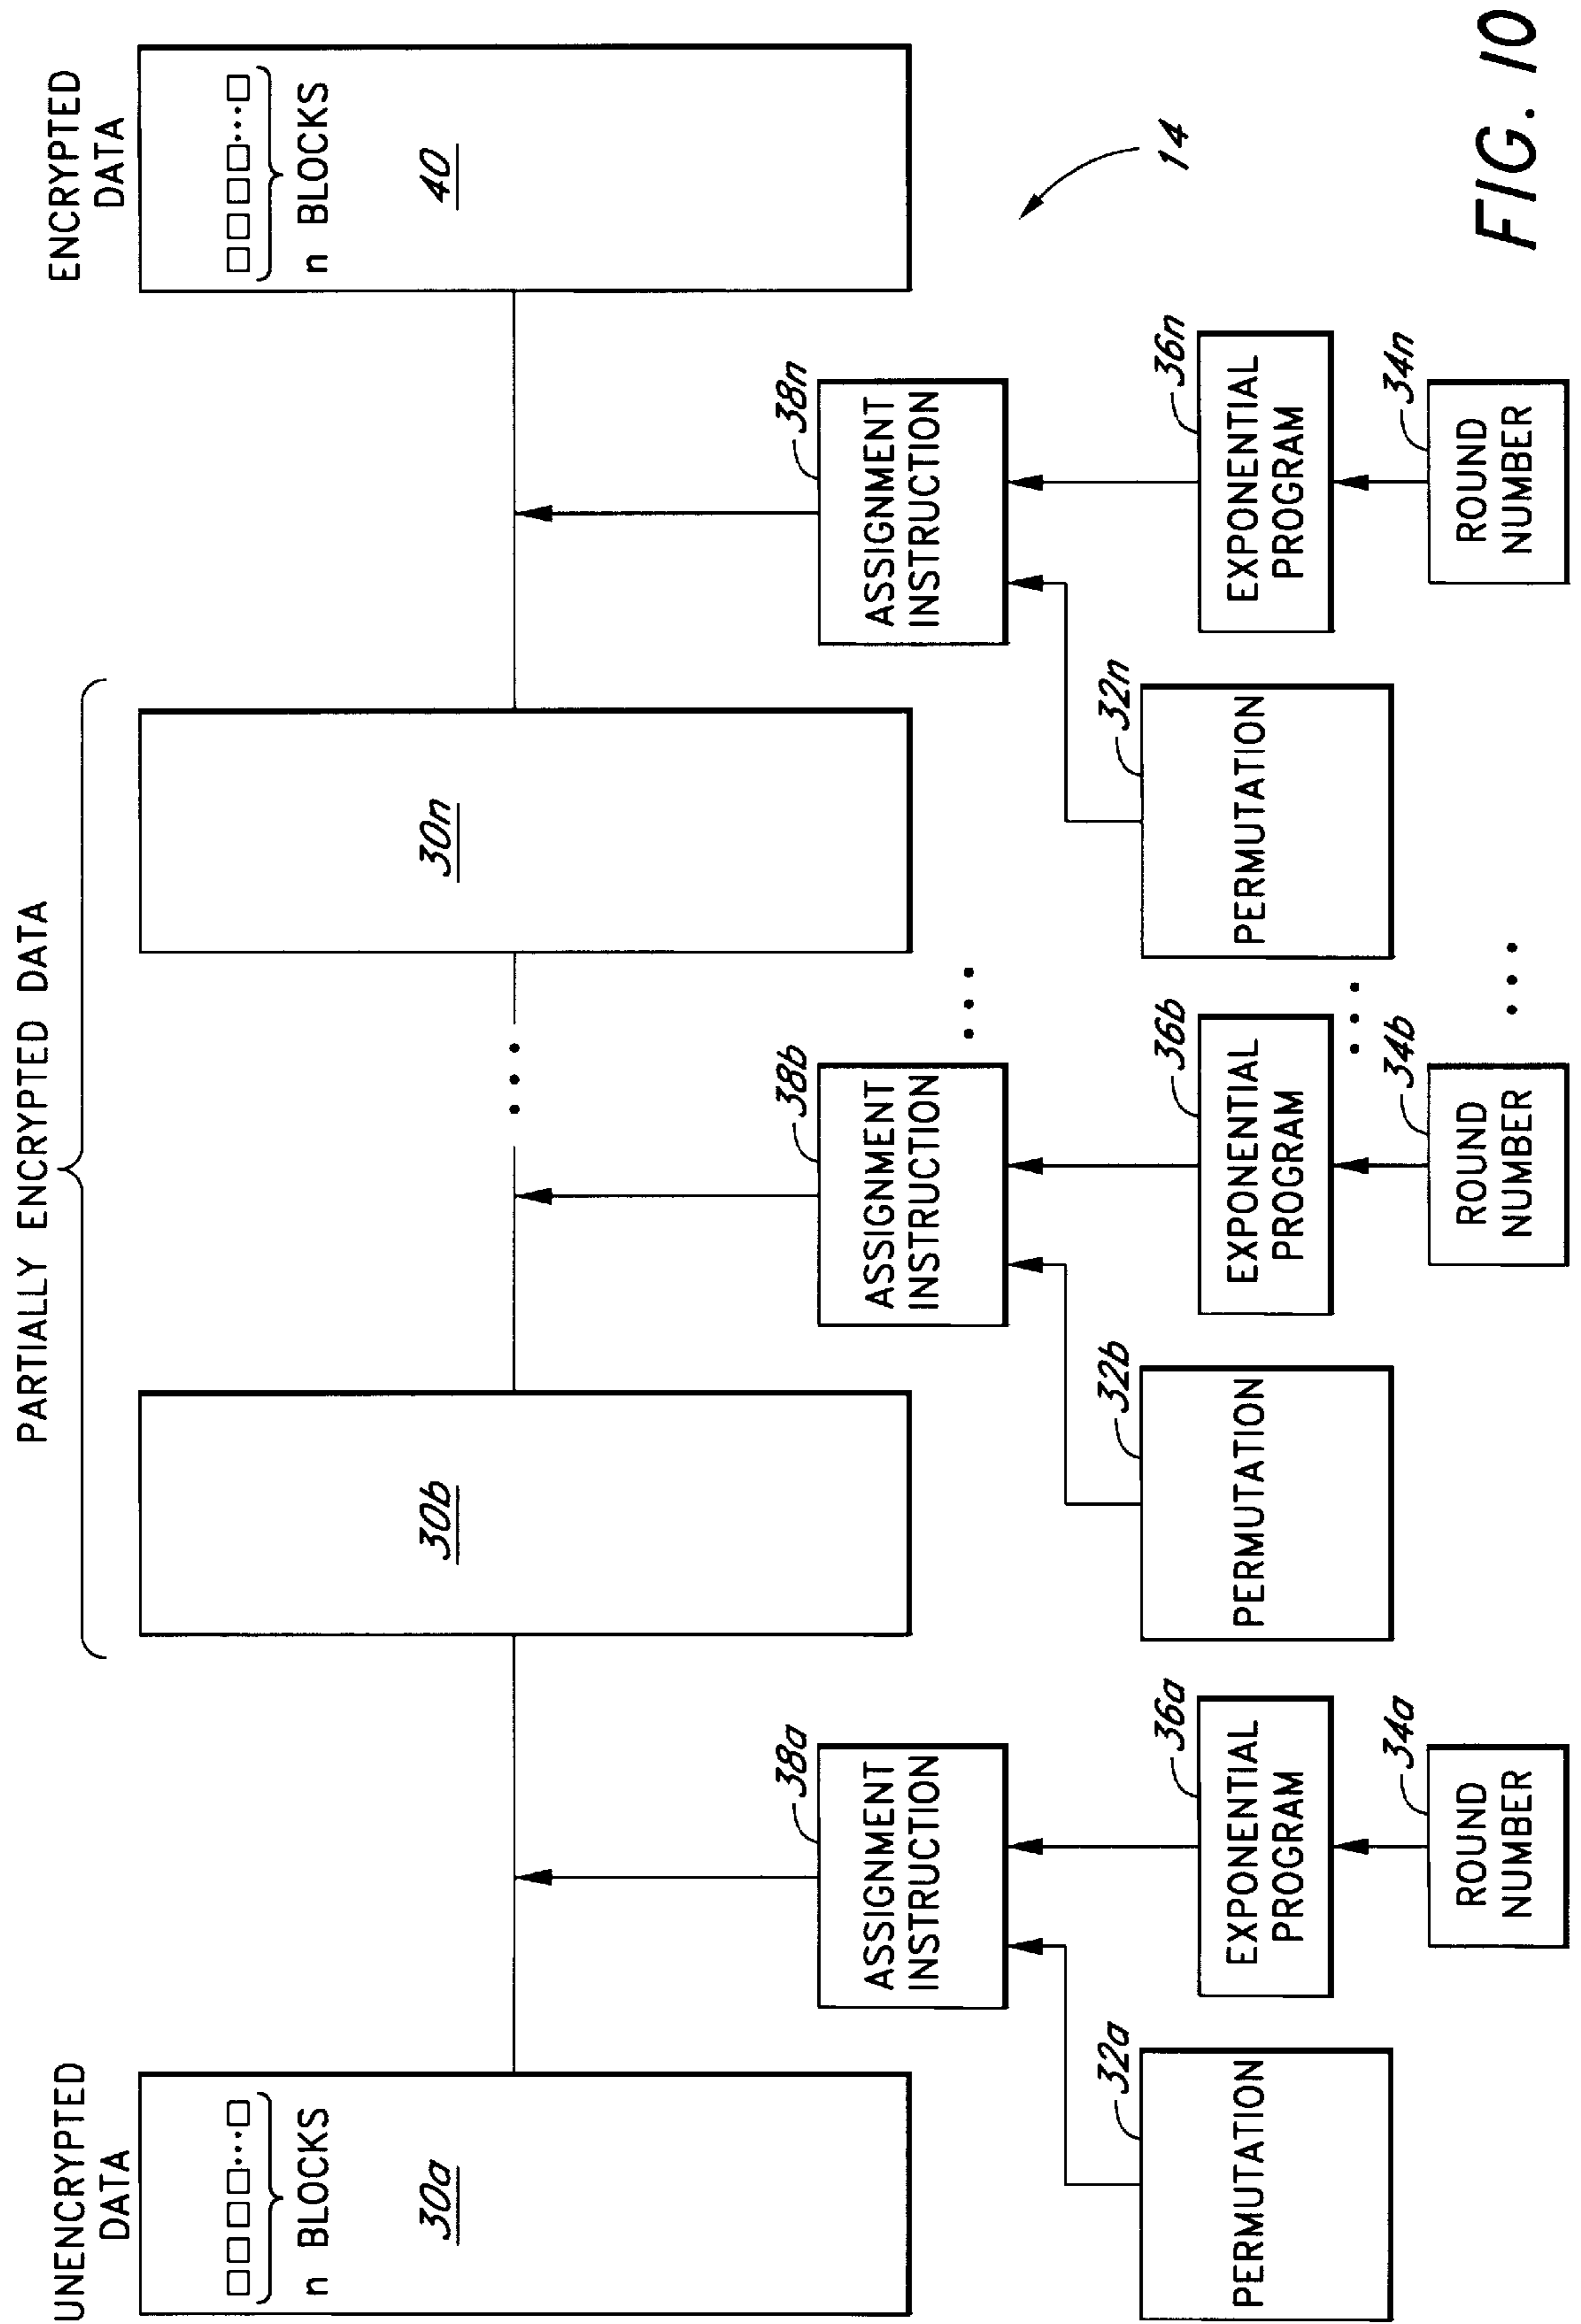 PARTIALLY ENCRYPTED DATA
UNENCRYPTED
DATA
ENCRYPTED
DATA
n BLOCKS
n BLOCKS
30a
30b
30n
40
38a
ASSIGNMENT
INSTRUCTION
38b
ASSIGNMENT
INSTRUCTION
38n
ASSIGNMENT
INSTRUCTION
14
32a
PERMUTATION
36a
EXPONENTIAL
PROGRAM
32b
PERMUTATION
36b
EXPONENTIAL
PROGRAM
32n
PERMUTATION
36n
EXPONENTIAL
PROGRAM
34a
ROUND
NUMBER
34b
ROUND
NUMBER
34n
ROUND
NUMBER
FIG. 10